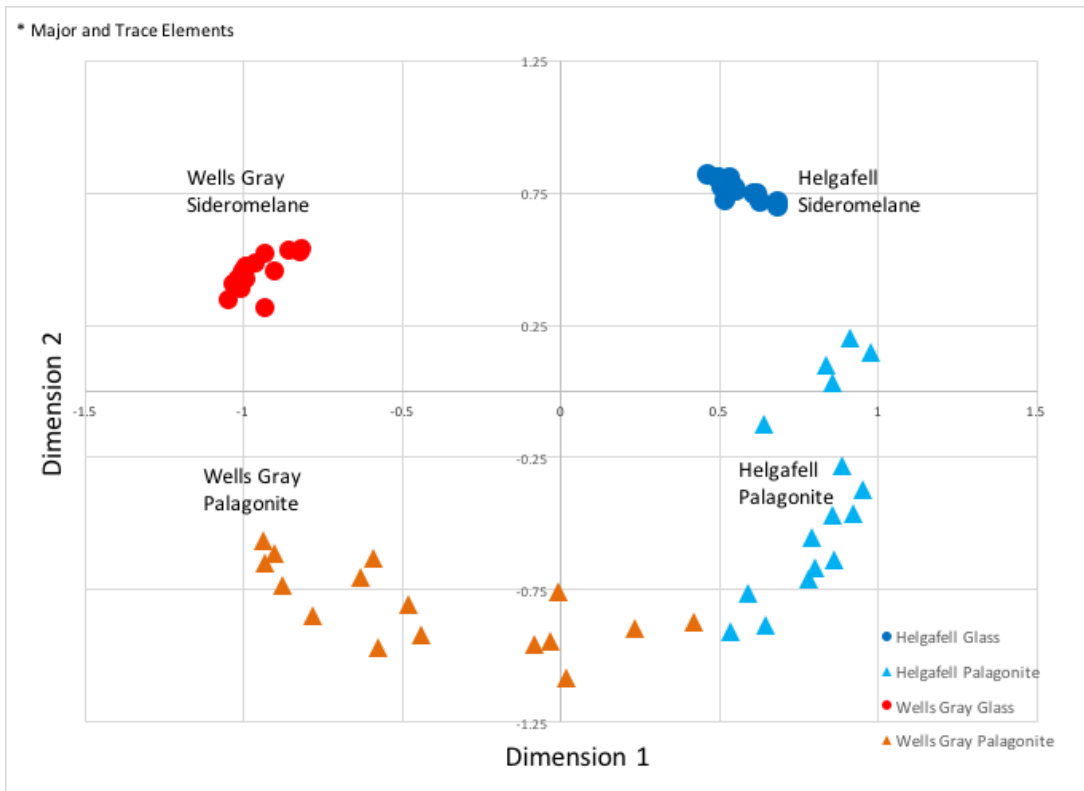 * Major and Trace Elements
1.25
Wells Gray
Sideromelane
Helgafell
Sideromelane
0.75
0.25
-1.5
-1
-0.5
0
0.5
1
1.5
-0.25
Wells Gray
Palagonite
Helgafell
Palagonite
-0.75
-1.25
Dimension 2
Dimension 1
Helgafell Glass
Helgafell Palagonite
Wells Gray Glass
Wells Gray Palagonite